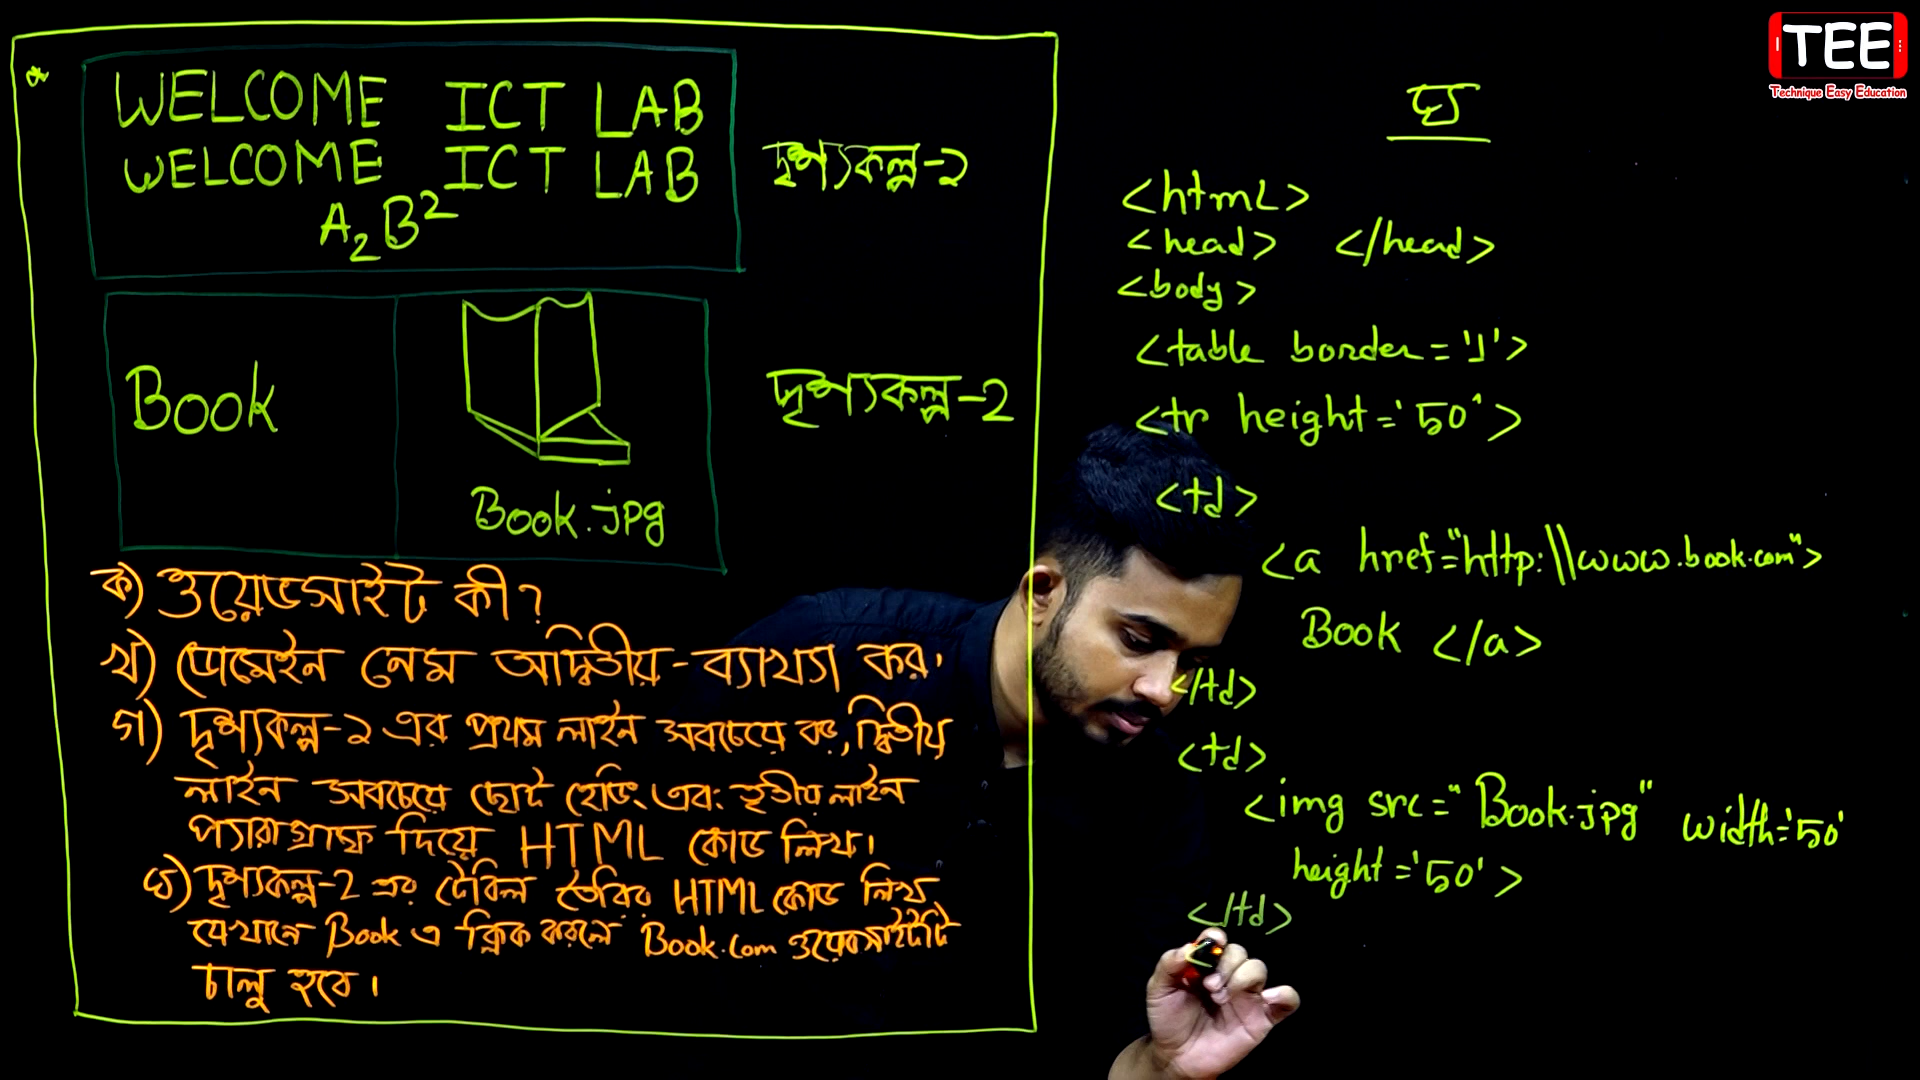 TEE
Technique Easy Education
WELCOME ICT LAB
WELCOME ICT LAB
A₂B²
দৃশ্যকল্প-১
Book
Book.jpg
দৃশ্যকল্প-2
ক) ওয়েবসাইট কী?
খ) ডোমেইন নেম অদ্বিতীয়-ব্যাখ্যা কর।
গ) দৃশ্যকল্প-১ এর প্রথম লাইন সবচেয়ে বড়, দ্বিতীয়
লাইন সবচেয়ে ছোট হেডিং এবং তৃতীয় লাইন
প্যারাগ্রাফ দিয়ে HTML কোড লিখ।
ঘ) দৃশ্যকল্প-2 এর টেবিল তৈরির HTML কোড লিখ
যেখানে Book এ ক্লিক করলে Book.com ওয়েবসাইটটি
চালু হবে।
ঘ
<html>
<head> </head>
<body>
<table border='1'>
<tr height='50'>
<td>
<a href="http:\\www.book.com">
Book </a>
</td>
<td>
<img src="Book.jpg" width='50'
height='50'>
</td>
<